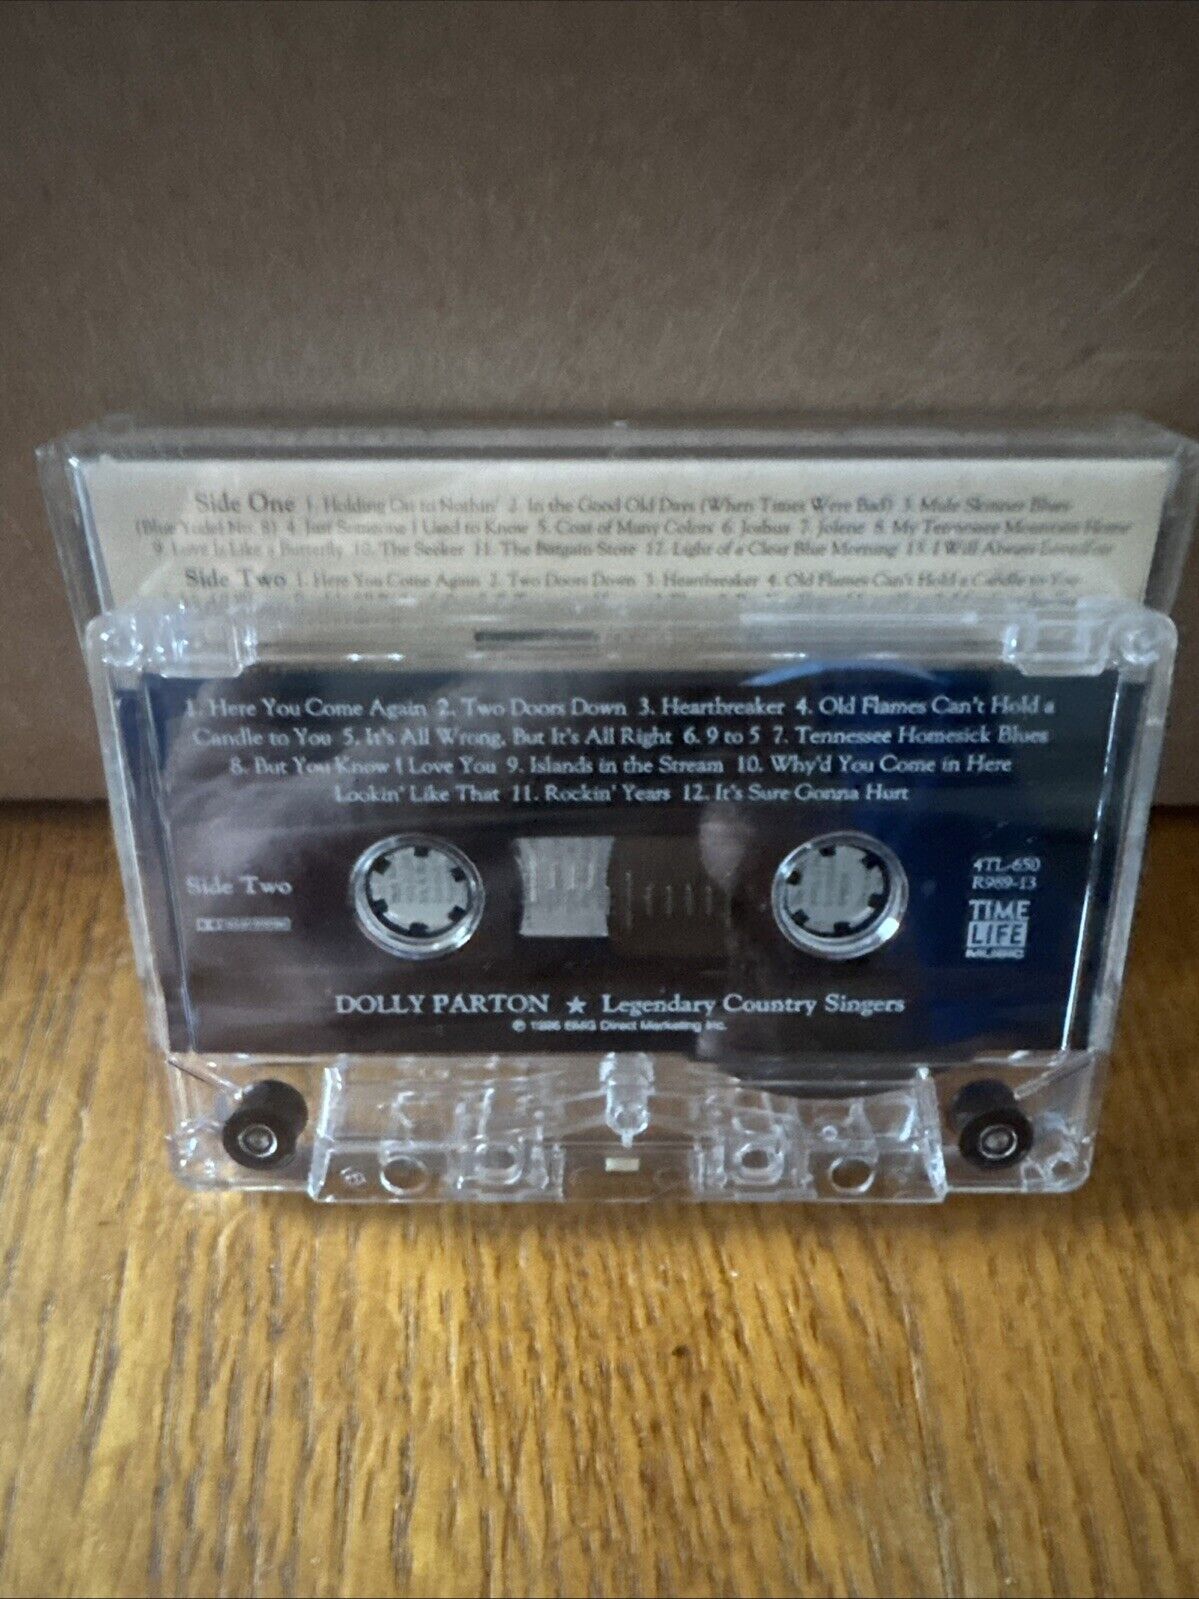 Side One 1. Holding On to Nothin' 2. In the Good Old Days (When Times Were Bad) 3. Mule Skinner Blues
(Blue Yodel No. 8) 4. Just Someone I Used to Know 5. Coat of Many Colors 6. Joshua 7. Jolene 8. My Tennessee Mountain Home
9. Love Is Like a Butterfly 10. The Seeker 11. The Bargain Store 12. Light of a Clear Blue Morning 13. I Will Always Love You
Side Two 1. Here You Come Again 2. Two Doors Down 3. Heartbreaker 4. Old Flames Can't Hold a Candle to You
1. Here You Come Again 2. Two Doors Down 3. Heartbreaker 4. Old Flames Can't Hold a
Candle to You 5. It's All Wrong, But It's All Right 6. 9 to 5 7. Tennessee Homesick Blues
8. But You Know I Love You 9. Islands in the Stream 10. Why'd You Come in Here
Lookin' Like That 11. Rockin' Years 12. It's Sure Gonna Hurt
Side Two
4TL-650
R989-13
TIME
LIFE
MUSIC
DOLLY PARTON ★ Legendary Country Singers
BMG Direct Marketing Inc.